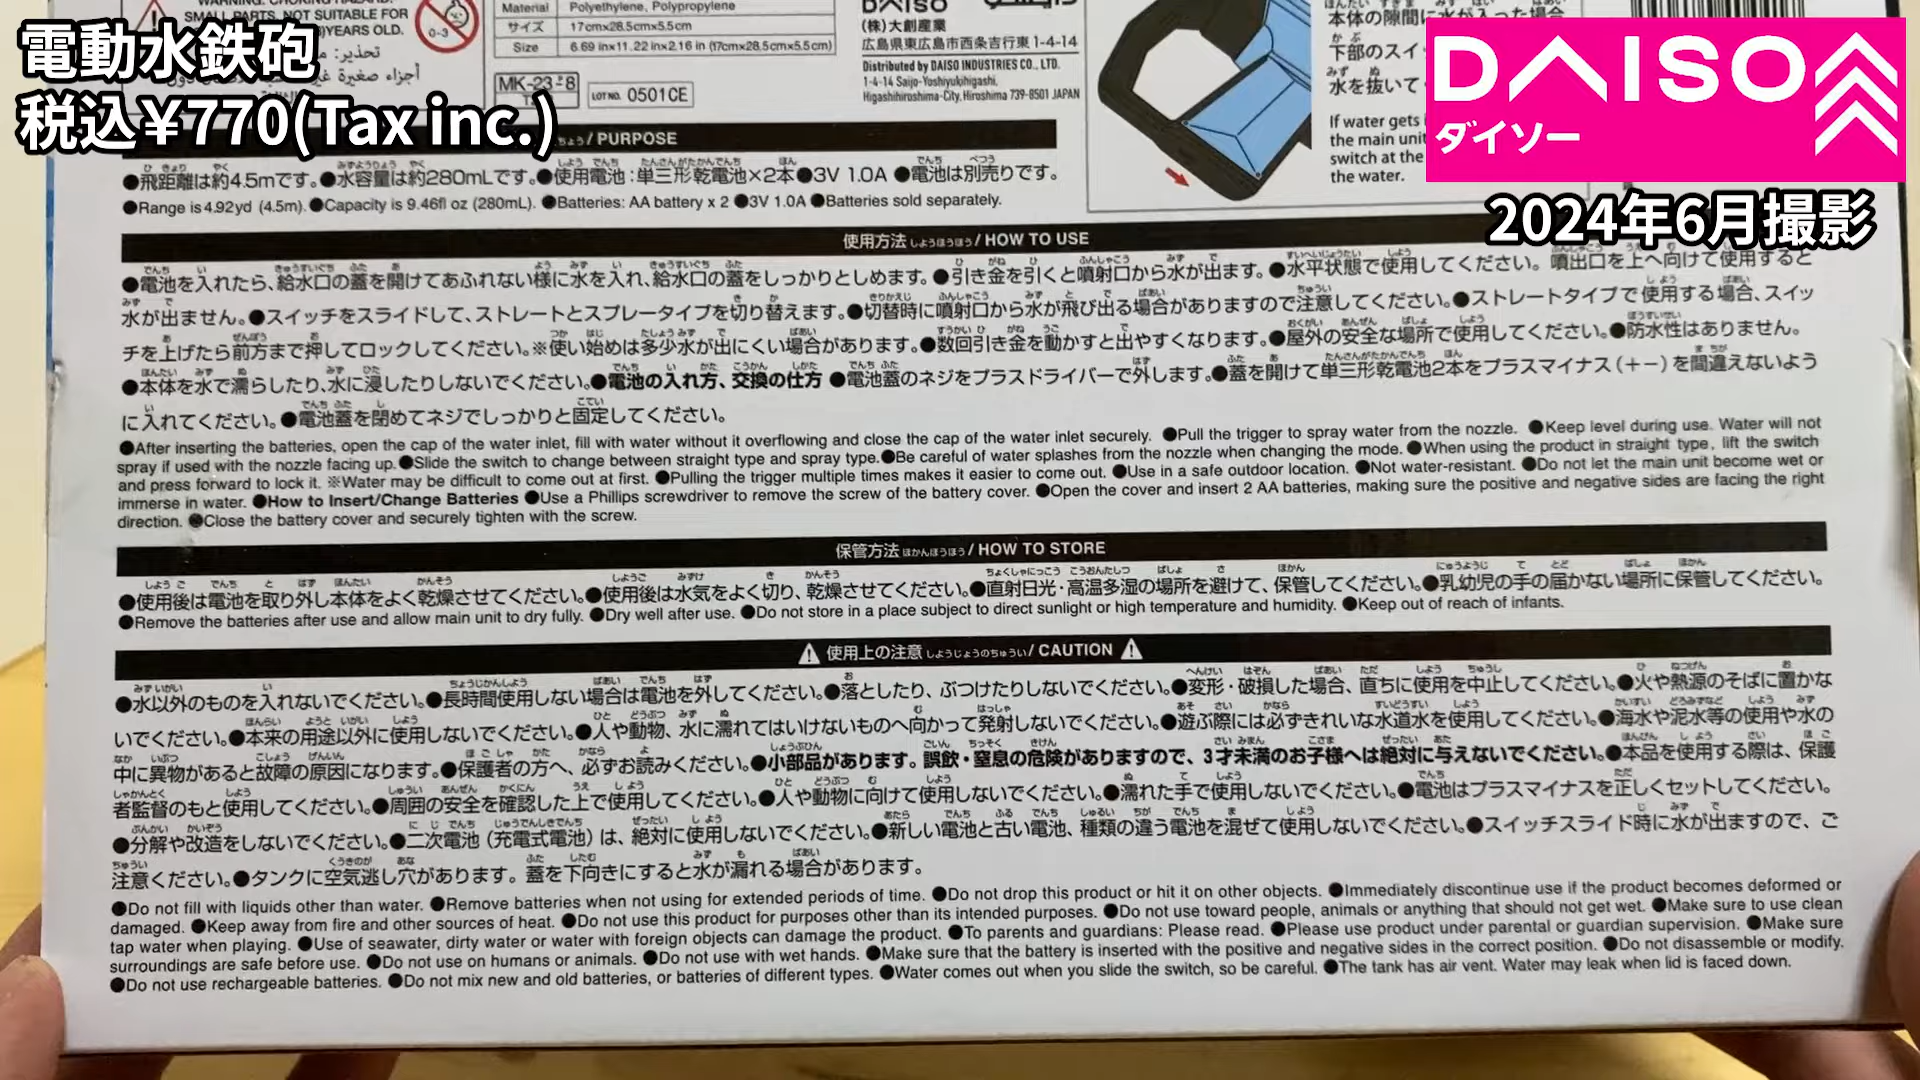 電動水鉄砲
税込¥770(Tax inc.)
DAISO
ダイソー
2024年6月撮影
SMALL PARTS. NOT SUITABLE FOR
YEARS OLD.
0-3
Material Polyethylene, Polypropylene
サイズ 17cm×28.5cm×5.5cm
Size 6.69 in×11.22 in×2.16 in (17cm×28.5cm×5.5cm)
MK-23-8
LOT NO. 0501CE
DAISO
(株)大創産業
広島県東広島市西条吉行東1-4-14
Distributed by DAISO INDUSTRIES CO., LTD.
1-4-14 Saijo-Yoshiyukihigashi,
Higashihiroshima-City, Hiroshima 739-8501 JAPAN
本体の隙間に水が入った場合
下部のスイ
水を抜いて
If water gets
the main unit
switch at the
the water.
/ PURPOSE
●飛距離は約4.5mです。●水容量は約280mLです。●使用電池:単三形乾電池×2本●3V 1.0A ●電池は別売りです。
●Range is 4.92yd (4.5m). ●Capacity is 9.46fl oz (280mL). ●Batteries: AA battery x 2 ●3V 1.0A ●Batteries sold separately.
使用方法 しようほうほう / HOW TO USE
●電池を入れたら、給水口の蓋を開けてあふれない様に水を入れ、給水口の蓋をしっかりとしめます。●引き金を引くと噴射口から水が出ます。●水平状態で使用してください。噴出口を上へ向けて使用すると
水が出ません。●スイッチをスライドして、ストレートとスプレータイプを切り替えます。●切替時に噴射口から水が飛び出る場合がありますので注意してください。●ストレートタイプで使用する場合、スイッ
チを上げたら前方まで押してロックしてください。※使い始めは多少水が出にくい場合があります。●数回引き金を動かすと出やすくなります。●屋外の安全な場所で使用してください。●防水性はありません。
●本体を水で濡らしたり、水に浸したりしないでください。●電池の入れ方、交換の仕方 ●電池蓋のネジをプラスドライバーで外します。●蓋を開けて単三形乾電池2本をプラスマイナス(+−)を間違えないよう
に入れてください。●電池蓋を閉めてネジでしっかりと固定してください。
●After inserting the batteries, open the cap of the water inlet, fill with water without it overflowing and close the cap of the water inlet securely. ●Pull the trigger to spray water from the nozzle. ●Keep level during use. Water will not
spray if used with the nozzle facing up. ●Slide the switch to change between straight type and spray type. ●Be careful of water splashes from the nozzle when changing the mode. ●When using the product in straight type, lift the switch
and press forward to lock it. ※Water may be difficult to come out at first. ●Pulling the trigger multiple times makes it easier to come out. ●Use in a safe outdoor location. ●Not water-resistant. ●Do not let the main unit become wet or
immerse in water. ●How to Insert/Change Batteries ●Use a Phillips screwdriver to remove the screw of the battery cover. ●Open the cover and insert 2 AA batteries, making sure the positive and negative sides are facing the right
direction. ●Close the battery cover and securely tighten with the screw.
保管方法 ほかんほうほう / HOW TO STORE
●使用後は電池を取り外し本体をよく乾燥させてください。●使用後は水気をよく切り、乾燥させてください。●直射日光・高温多湿の場所を避けて、保管してください。●乳幼児の手の届かない場所に保管してください。
●Remove the batteries after use and allow main unit to dry fully. ●Dry well after use. ●Do not store in a place subject to direct sunlight or high temperature and humidity. ●Keep out of reach of infants.
使用上の注意 しようじょうのちゅうい / CAUTION
●水以外のものを入れないでください。●長時間使用しない場合は電池を外してください。●落としたり、ぶつけたりしないでください。●変形・破損した場合、直ちに使用を中止してください。●火や熱源のそばに置かな
いでください。●本来の用途以外に使用しないでください。●人や動物、水に濡れてはいけないものへ向かって発射しないでください。●遊ぶ際には必ずきれいな水道水を使用してください。●海水や泥水等の使用や水の
中に異物があると故障の原因になります。●保護者の方へ、必ずお読みください。●小部品があります。誤飲・窒息の危険がありますので、3才未満のお子様へは絶対に与えないでください。●本品を使用する際は、保護
者監督のもと使用してください。●周囲の安全を確認した上で使用してください。●人や動物に向けて使用しないでください。●濡れた手で使用しないでください。●電池はプラスマイナスを正しくセットしてください。
●分解や改造をしないでください。●二次電池(充電式電池)は、絶対に使用しないでください。●新しい電池と古い電池、種類の違う電池を混ぜて使用しないでください。●スイッチスライド時に水が出ますので、ご
注意ください。●タンクに空気逃し穴があります。蓋を下向きにすると水が漏れる場合があります。
●Do not fill with liquids other than water. ●Remove batteries when not using for extended periods of time. ●Do not drop this product or hit it on other objects. ●Immediately discontinue use if the product becomes deformed or
damaged. ●Keep away from fire and other sources of heat. ●Do not use this product for purposes other than its intended purposes. ●Do not use toward people, animals or anything that should not get wet. ●Make sure to use clean
tap water when playing. ●Use of seawater, dirty water or water with foreign objects can damage the product. ●To parents and guardians: Please read. ●Please use product under parental or guardian supervision. ●Make sure
surroundings are safe before use. ●Do not use on humans or animals. ●Do not use with wet hands. ●Make sure that the battery is inserted with the positive and negative sides in the correct position. ●Do not disassemble or modify.
●Do not use rechargeable batteries. ●Do not mix new and old batteries, or batteries of different types. ●Water comes out when you slide the switch, so be careful. ●The tank has air vent. Water may leak when lid is faced down.